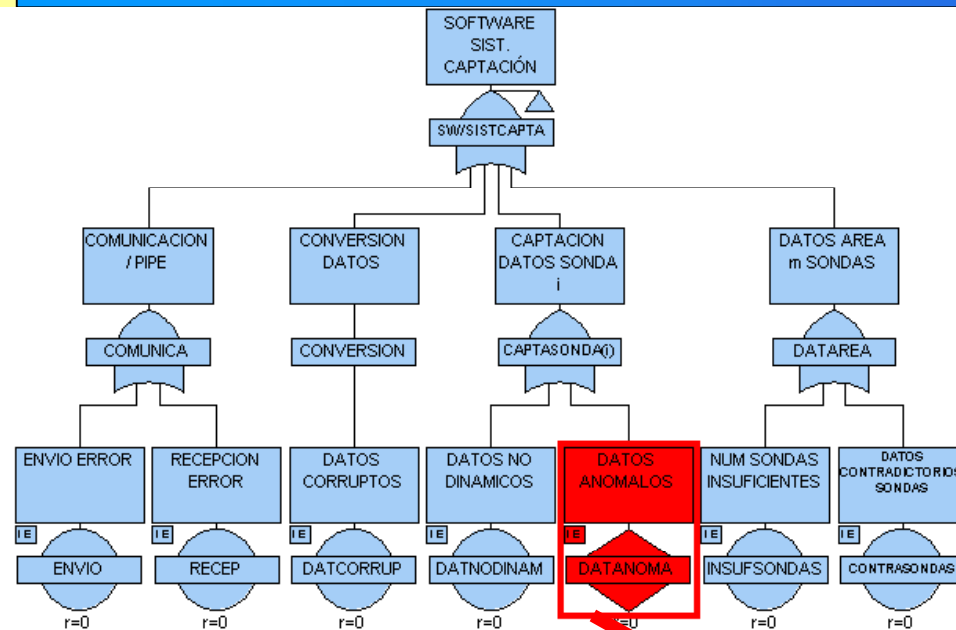 SOFTWARE
SIST.
CAPTACIÓN
SW/SISTCAPTA
COMUNICACION
/ PIPE
CONVERSION
DATOS
CAPTACION
DATOS SONDA
i
DATOS AREA
m SONDAS
COMUNICA
CONVERSION
CAPTASONDA(i)
DATAREA
ENVIO ERROR
RECEPCION
ERROR
DATOS
CORRUPTOS
DATOS NO
DINAMICOS
DATOS
ANOMALOS
NUM SONDAS
INSUFICIENTES
DATOS
CONTRADICTORIOS
SONDAS
IE
IE
IE
IE
IE
IE
IE
ENVIO
RECEP
DATCORRUP
DATNODINAM
DATANOMA
INSUFSONDAS
CONTRASONDAS
r=0
r=0
r=0
r=0
r=0
r=0
r=0